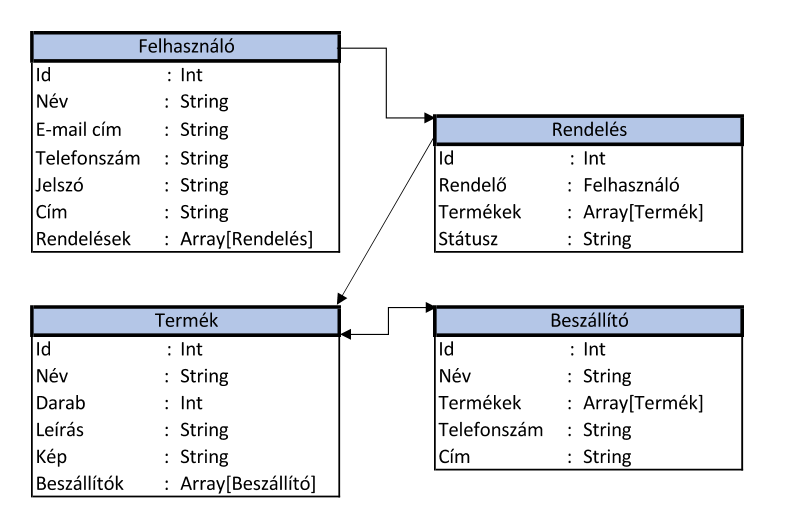 Felhasználó
Id : Int
Név : String
E-mail cím : String
Telefonszám : String
Jelszó : String
Cím : String
Rendelések : Array[Rendelés]
Rendelés
Id : Int
Rendelő : Felhasználó
Termékek : Array[Termék]
Státusz : String
Termék
Id : Int
Név : String
Darab : Int
Leírás : String
Kép : String
Beszállítók : Array[Beszállító]
Beszállító
Id : Int
Név : String
Termékek : Array[Termék]
Telefonszám : String
Cím : String